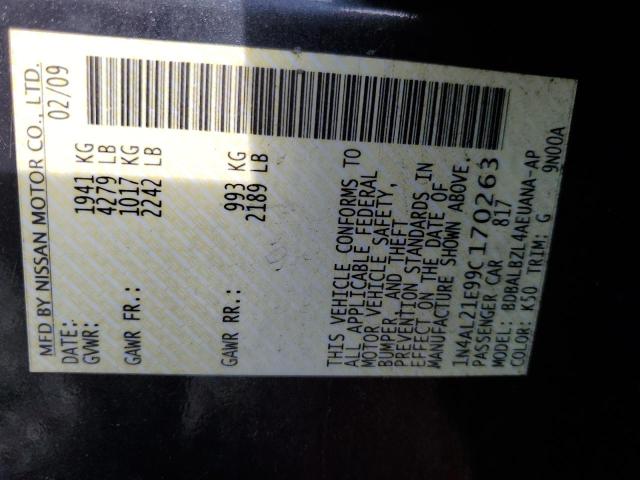 MFD BY NISSAN MOTOR CO., LTD.
DATE: 02/09
GVWR: 1941 KG
4279 LB
GAWR FR.: 1017 KG
2242 LB
GAWR RR.: 993 KG
2189 LB
THIS VEHICLE CONFORMS TO
ALL APPLICABLE FEDERAL
MOTOR VEHICLE SAFETY,
BUMPER, AND THEFT
PREVENTION STANDARDS IN
EFFECT ON THE DATE OF
MANUFACTURE SHOWN ABOVE.
1N4AL21E99C170263
PASSENGER CAR 817
MODEL: BDBALBZL4AEUANA-AP
COLOR: K50 TRIM: G 9N00A